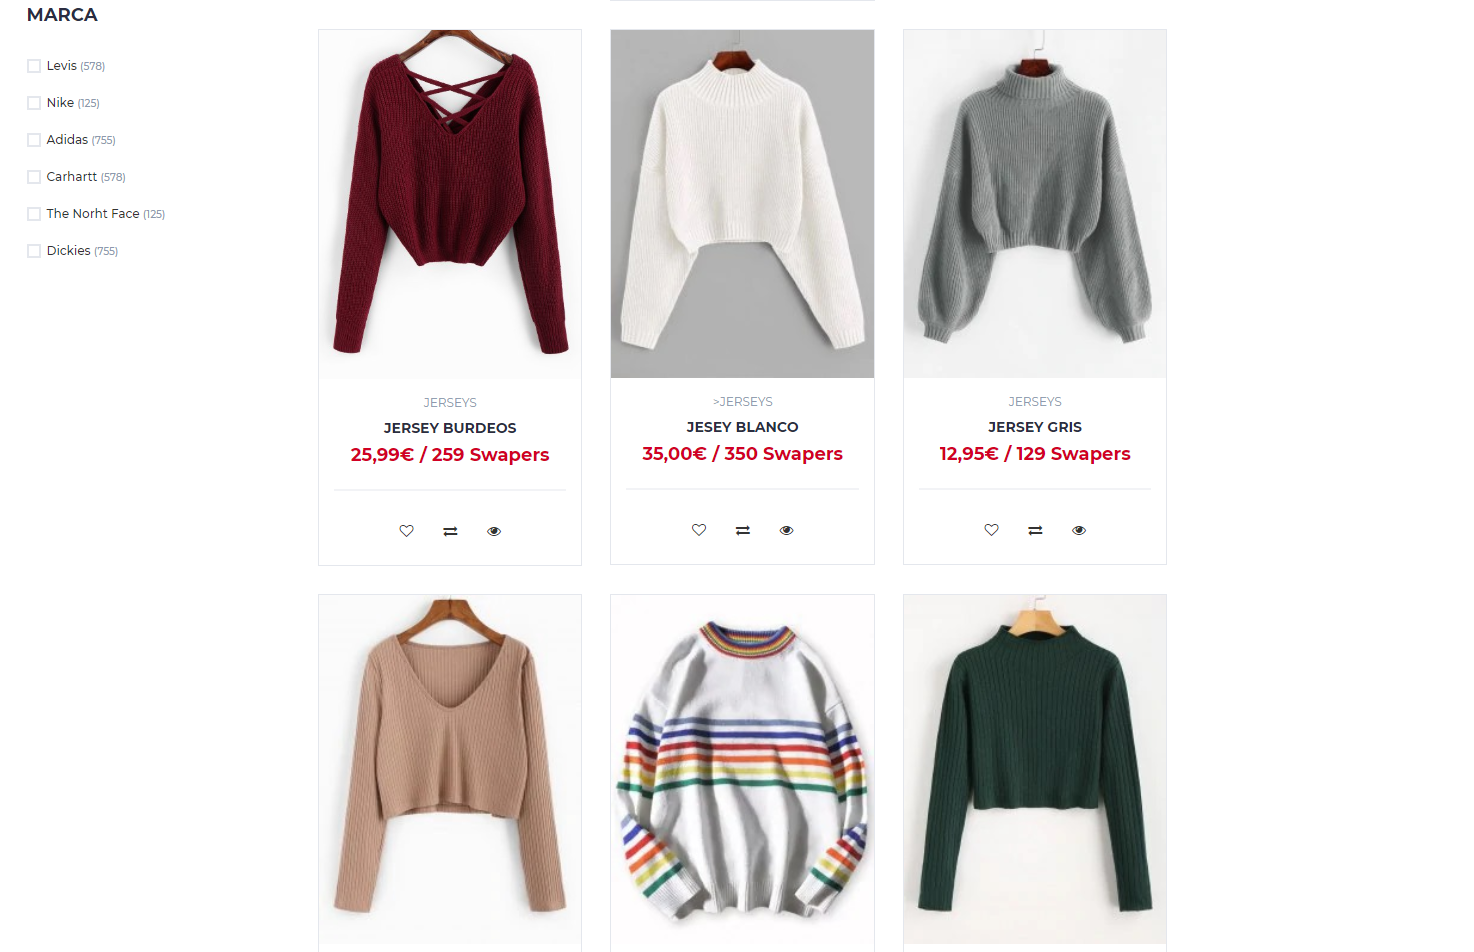 MARCA
Levis (578)
Nike (125)
Adidas (755)
Carhartt (578)
The Norht Face (125)
Dickies (755)
JERSEYS
JERSEY BURDEOS
25,99€ / 259 Swapers
>JERSEYS
JESEY BLANCO
35,00€ / 350 Swapers
JERSEYS
JERSEY GRIS
12,95€ / 129 Swapers